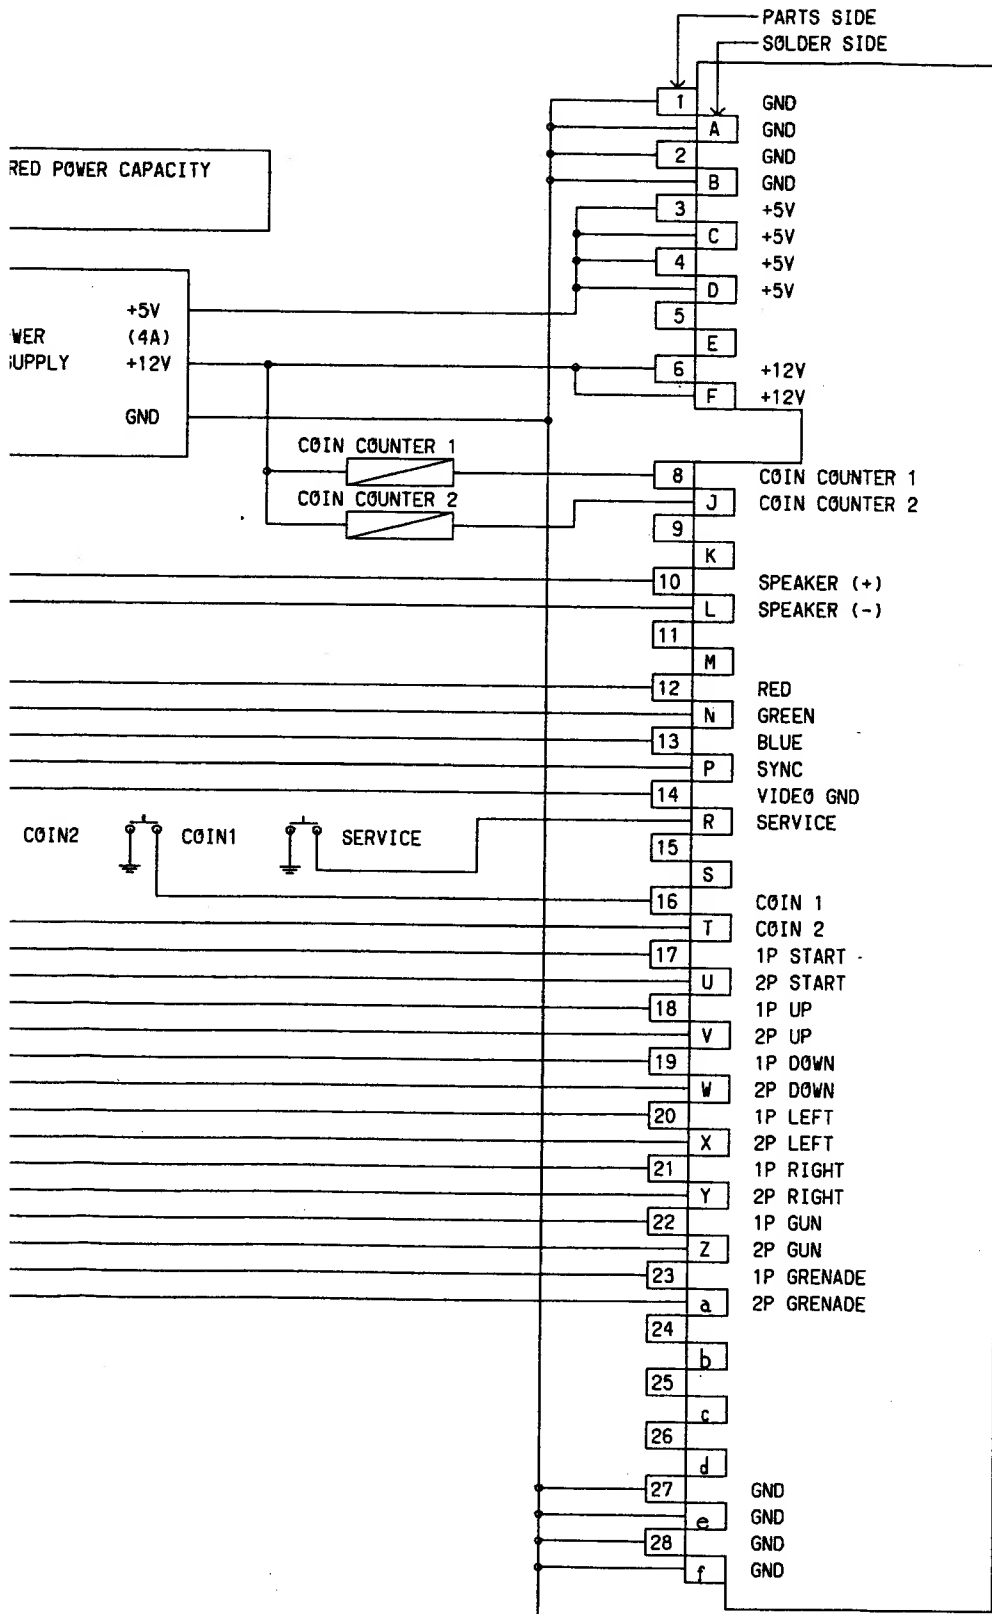 PARTS SIDE
SOLDER SIDE
1 GND
A GND
RED POWER CAPACITY
2 GND
B GND
3 +5V
C +5V
4 +5V
D +5V
+5V
5
WER (4A)
E
SUPPLY +12V
6 +12V
F +12V
GND
COIN COUNTER 1
8 COIN COUNTER 1
COIN COUNTER 2
J COIN COUNTER 2
9
K
10 SPEAKER (+)
L SPEAKER (-)
11
M
12 RED
N GREEN
13 BLUE
P SYNC
14 VIDEO GND
R SERVICE
COIN2 COIN1 SERVICE
15
S
16 COIN 1
T COIN 2
17 1P START
U 2P START
18 1P UP
V 2P UP
19 1P DOWN
W 2P DOWN
20 1P LEFT
X 2P LEFT
21 1P RIGHT
Y 2P RIGHT
22 1P GUN
Z 2P GUN
23 1P GRENADE
a 2P GRENADE
24
b
25
c
26
d
27 GND
e GND
28 GND
f GND